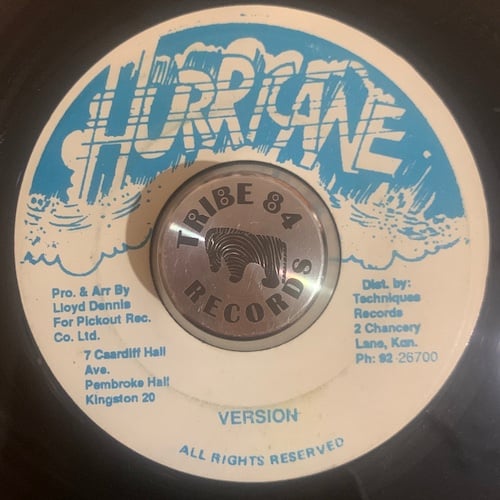 HURRICANE
TRIBE 84
RECORDS
Pro. & Arr By
Lloyd Dennis
For Pickout Rec.
Co. Ltd.
7 Caardiff Hall
Ave.
Pembroke Hall
Kingston 20
Dist. by:
Techniques
Records
2 Chancery
Lane, Kgn.
Ph: 92-26700
VERSION
ALL RIGHTS RESERVED